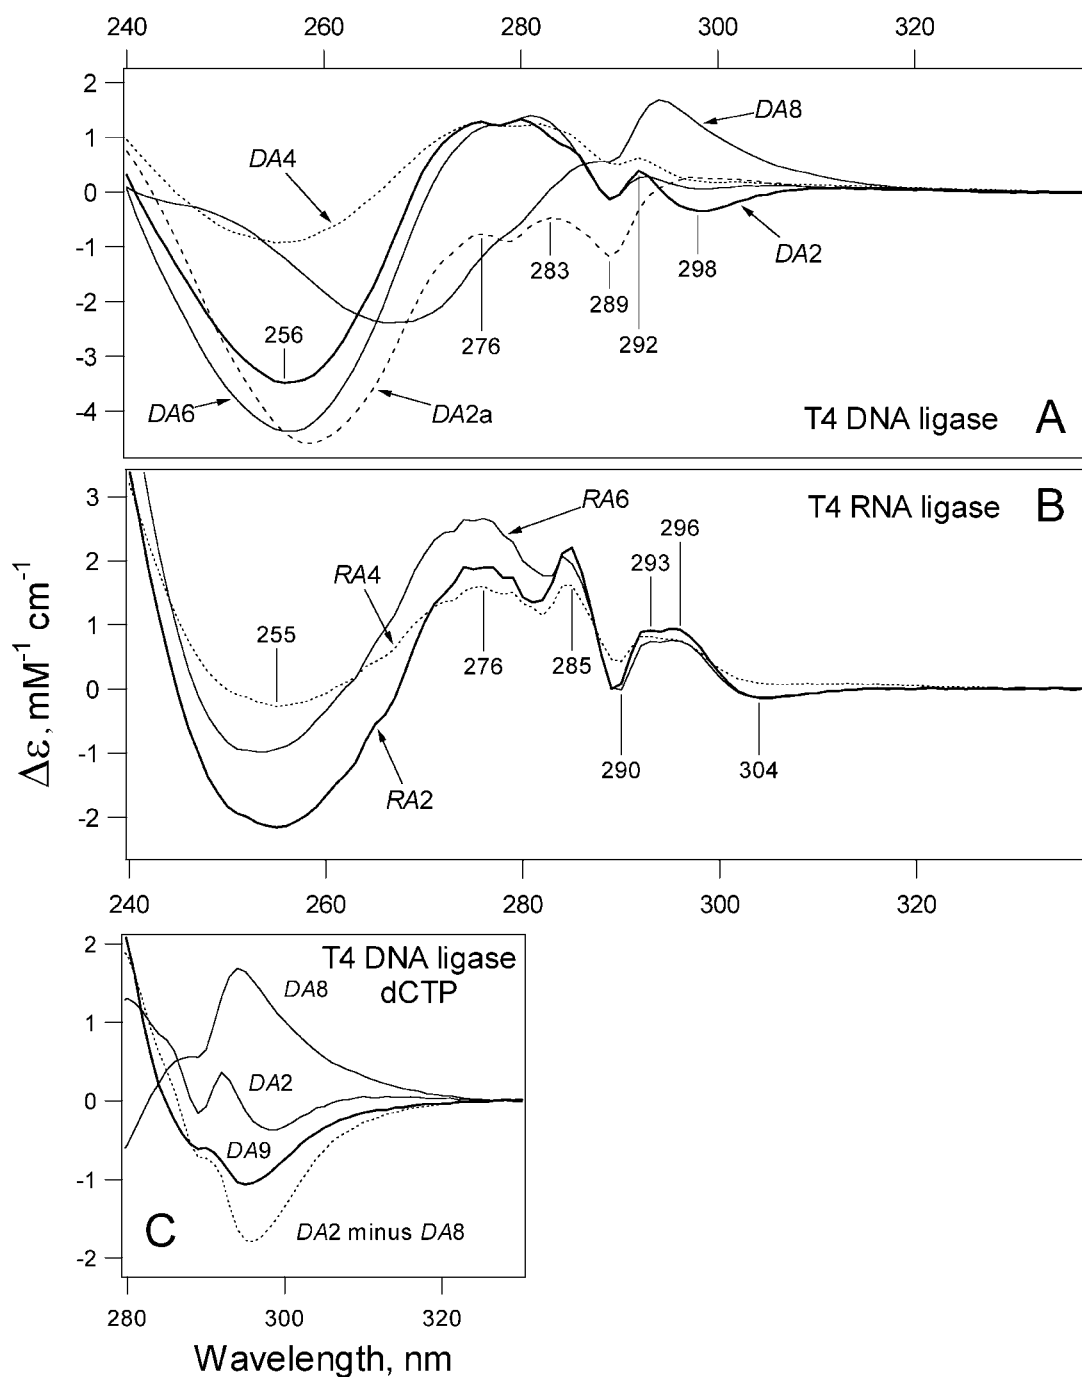 240 260 280 300 320
2
1
0
-1
-2
-3
-4
DA8
DA4
DA2
283
298
289
276
292
256
DA6
DA2a
T4 DNA ligase A
3
2
1
0
-1
-2
RA6
T4 RNA ligase B
296
293
RA4
255
276
285
290
304
RA2
Δε, mM-1 cm-1
240 260 280 300 320
2
1
0
-1
-2
T4 DNA ligase
dCTP
DA8
DA2
DA9
C
DA2 minus DA8
280 300 320
Wavelength, nm